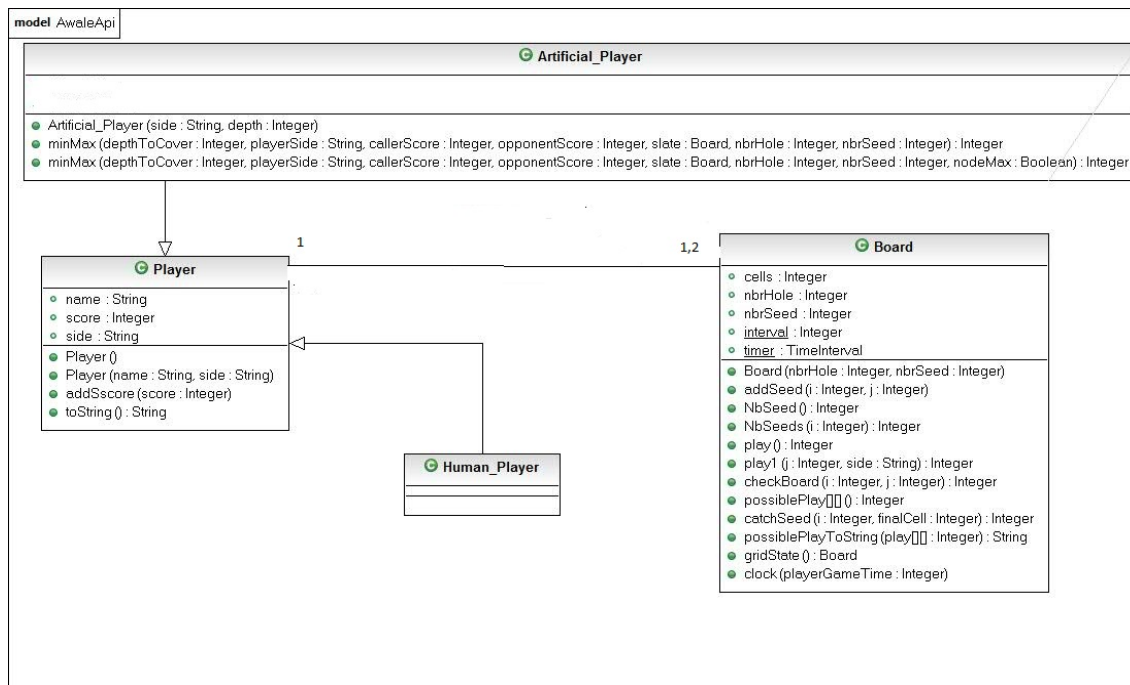 model AwaleApi
Artificial_Player
Artificial_Player (side : String, depth : Integer)
minMax (depthToCover : Integer, playerSide : String, callerScore : Integer, opponentScore : Integer, slate : Board, nbrHole : Integer, nbrSeed : Integer) : Integer
minMax (depthToCover : Integer, playerSide : String, callerScore : Integer, opponentScore : Integer, slate : Board, nbrHole : Integer, nbrSeed : Integer, nodeMax : Boolean) : Integer
1
1,2
Player
name : String
score : Integer
side : String
Player ()
Player (name : String, side : String)
addSscore (score : Integer)
toString () : String
Human_Player
Board
cells : Integer
nbrHole : Integer
nbrSeed : Integer
interval : Integer
timer : TimeInterval
Board (nbrHole : Integer, nbrSeed : Integer)
addSeed (i : Integer, j : Integer)
NbSeed () : Integer
NbSeeds (i : Integer) : Integer
play () : Integer
play1 (j : Integer, side : String) : Integer
checkBoard (i : Integer, j : Integer) : Integer
possiblePlay[][] () : Integer
catchSeed (i : Integer, finalCell : Integer) : Integer
possiblePlayToString (play[][] : Integer) : String
gridState () : Board
clock (playerGameTime : Integer)